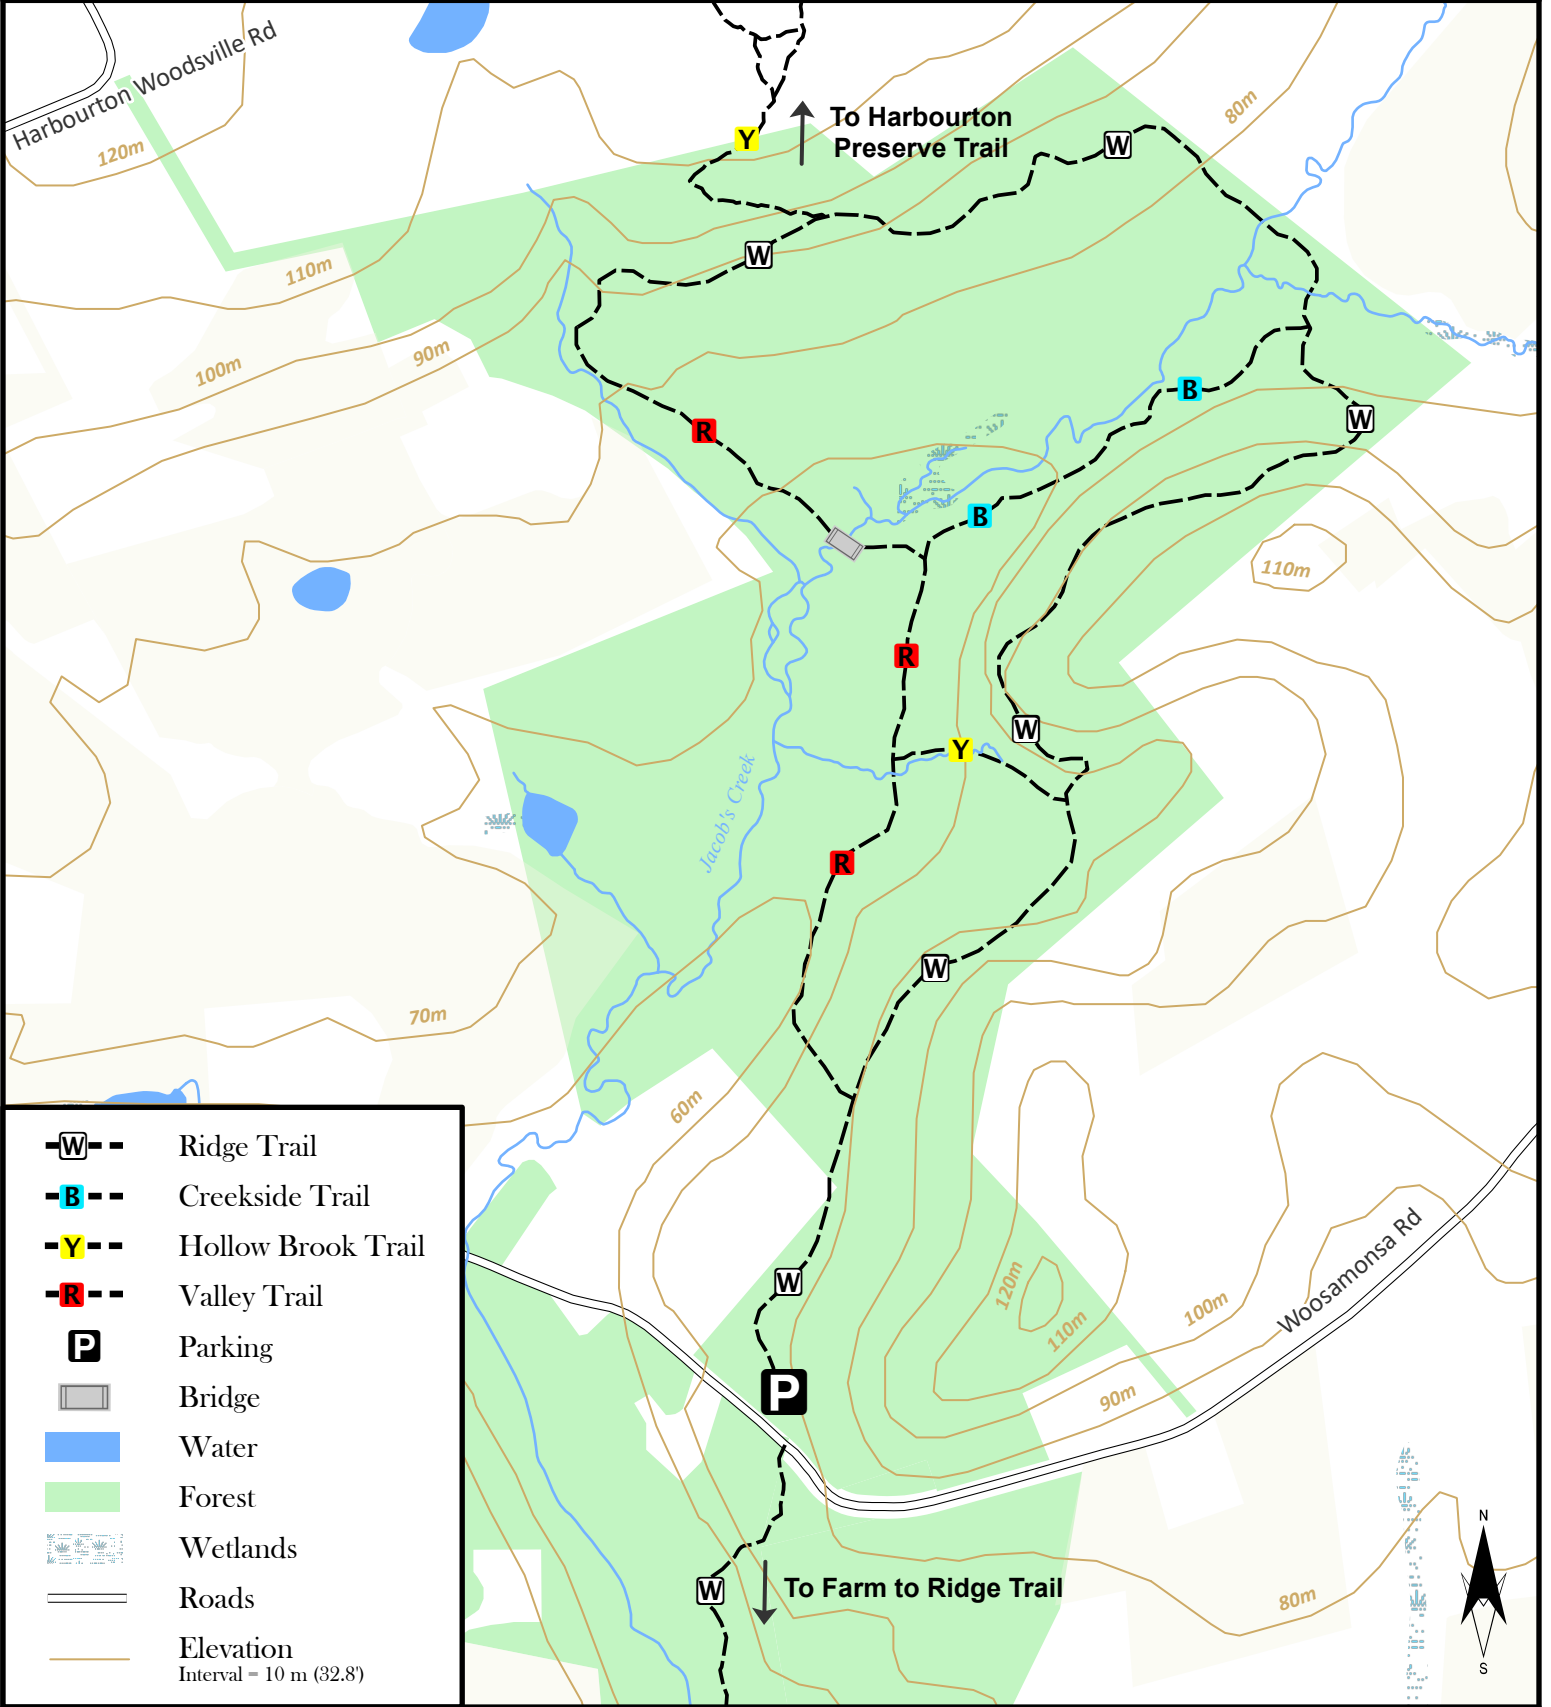 Harbourton Woodsville Rd
To Harbourton
Preserve Trail
80m
120m
Y
W
110m
W
100m
90m
B
W
R
B
110m
R
W
Y
Jacob's Creek
R
W
70m
60m
W
120m
110m
100m
Woosamonsa Rd
90m
P
W
To Farm to Ridge Trail
80m
N
S
W Ridge Trail
B Creekside Trail
Y Hollow Brook Trail
R Valley Trail
P Parking
Bridge
Water
Forest
Wetlands
Roads
Elevation
Interval = 10 m (32.8')